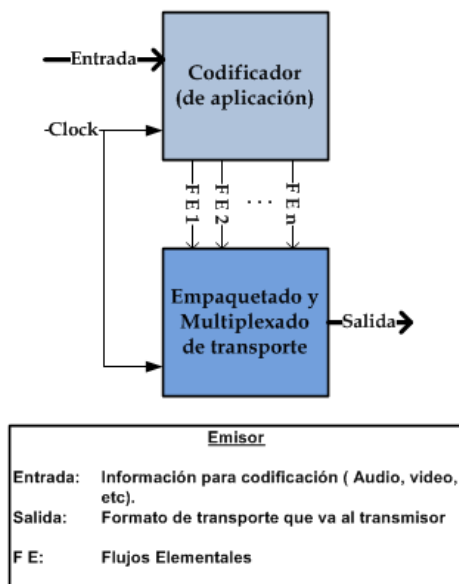 Entrada
Codificador
(de aplicación)
-Clock
F E 1
F E 2
. . .
F E n
Empaquetado y
Multiplexado
de transporte
Salida
Emisor
Entrada: Información para codificación ( Audio, video,
etc).
Salida: Formato de transporte que va al transmisor
F E: Flujos Elementales